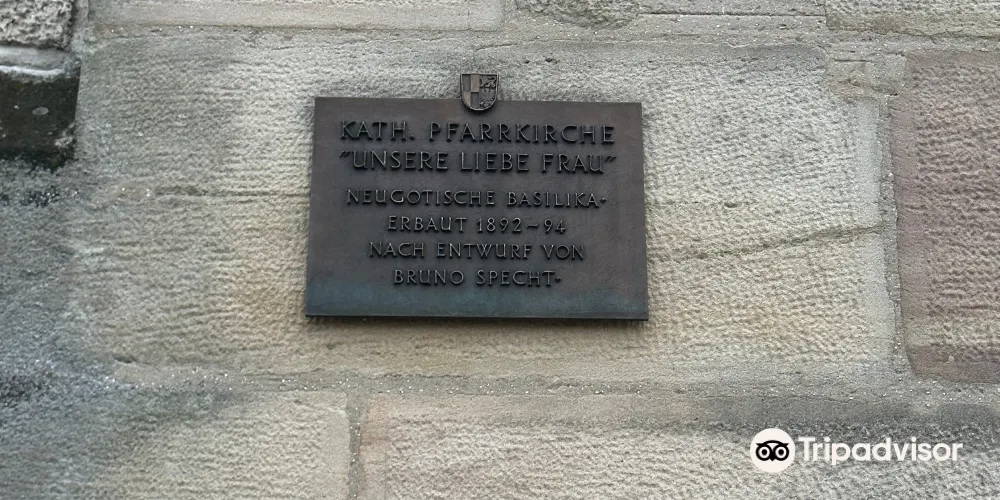 KATH. PFARRKIRCHE
"UNSERE LIEBE FRAU"
NEUGOTISCHE BASILIKA·
ERBAUT 1892-94
NACH ENTWURF VON
BRUNO SPECHT·
Tripadvisor